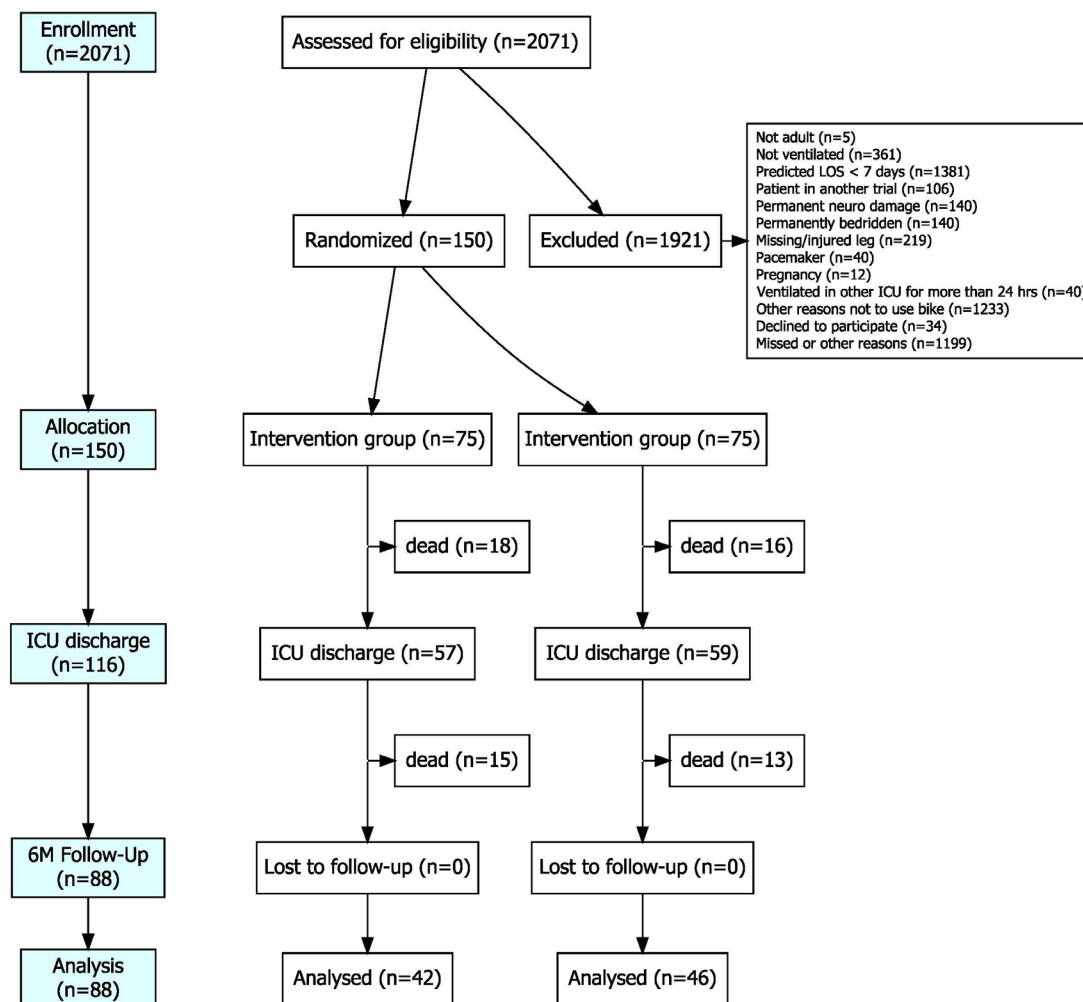 Enrollment
(n=2071)
Assessed for eligibility (n=2071)
Not adult (n=5)
Not ventilated (n=361)
Predicted LOS < 7 days (n=1381)
Patient in another trial (n=106)
Permanent neuro damage (n=140)
Permanently bedridden (n=140)
Missing/injured leg (n=219)
Pacemaker (n=40)
Pregnancy (n=12)
Ventilated in other ICU for more than 24 hrs (n=40)
Other reasons not to use bike (n=1233)
Declined to participate (n=34)
Missed or other reasons (n=1199)
Randomized (n=150)
Excluded (n=1921)
Allocation
(n=150)
Intervention group (n=75)
Intervention group (n=75)
dead (n=18)
dead (n=16)
ICU discharge
(n=116)
ICU discharge (n=57)
ICU discharge (n=59)
dead (n=15)
dead (n=13)
6M Follow-Up
(n=88)
Lost to follow-up (n=0)
Lost to follow-up (n=0)
Analysis
(n=88)
Analysed (n=42)
Analysed (n=46)